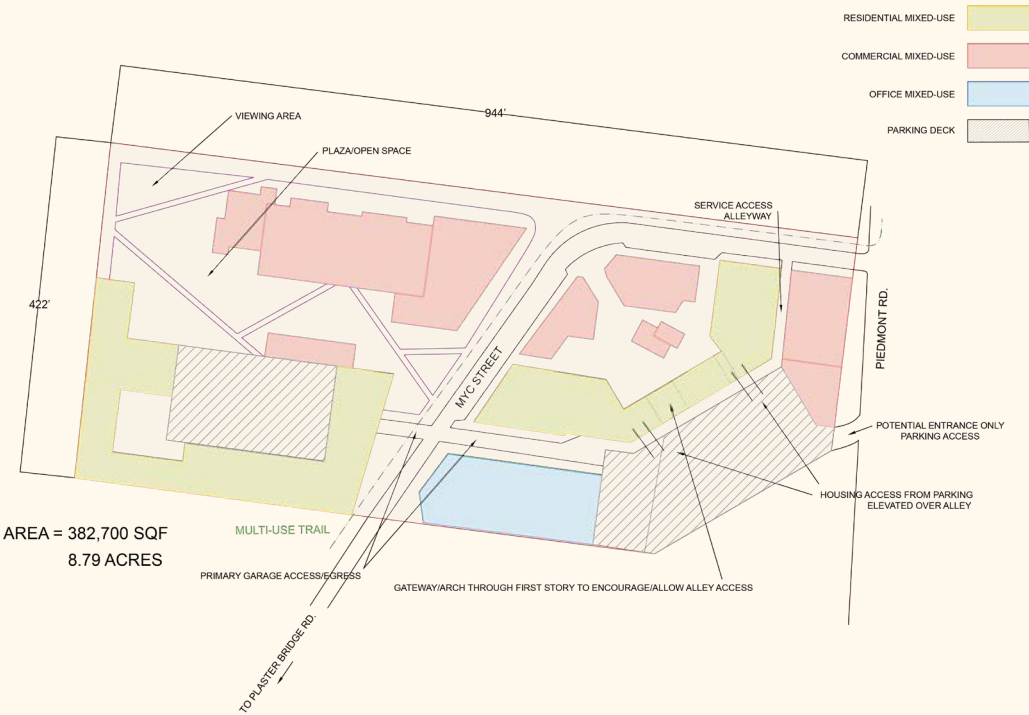 RESIDENTIAL MIXED-USE
COMMERCIAL MIXED-USE
OFFICE MIXED-USE
PARKING DECK
944'
VIEWING AREA
PLAZA/OPEN SPACE
SERVICE ACCESS
ALLEYWAY
422'
PIEDMONT RD.
MYC STREET
POTENTIAL ENTRANCE ONLY
PARKING ACCESS
HOUSING ACCESS FROM PARKING
ELEVATED OVER ALLEY
AREA = 382,700 SQF
8.79 ACRES
MULTI-USE TRAIL
PRIMARY GARAGE ACCESS/EGRESS
GATEWAY/ARCH THROUGH FIRST STORY TO ENCOURAGE/ALLOW ALLEY ACCESS
TO PLASTER BRIDGE RD.